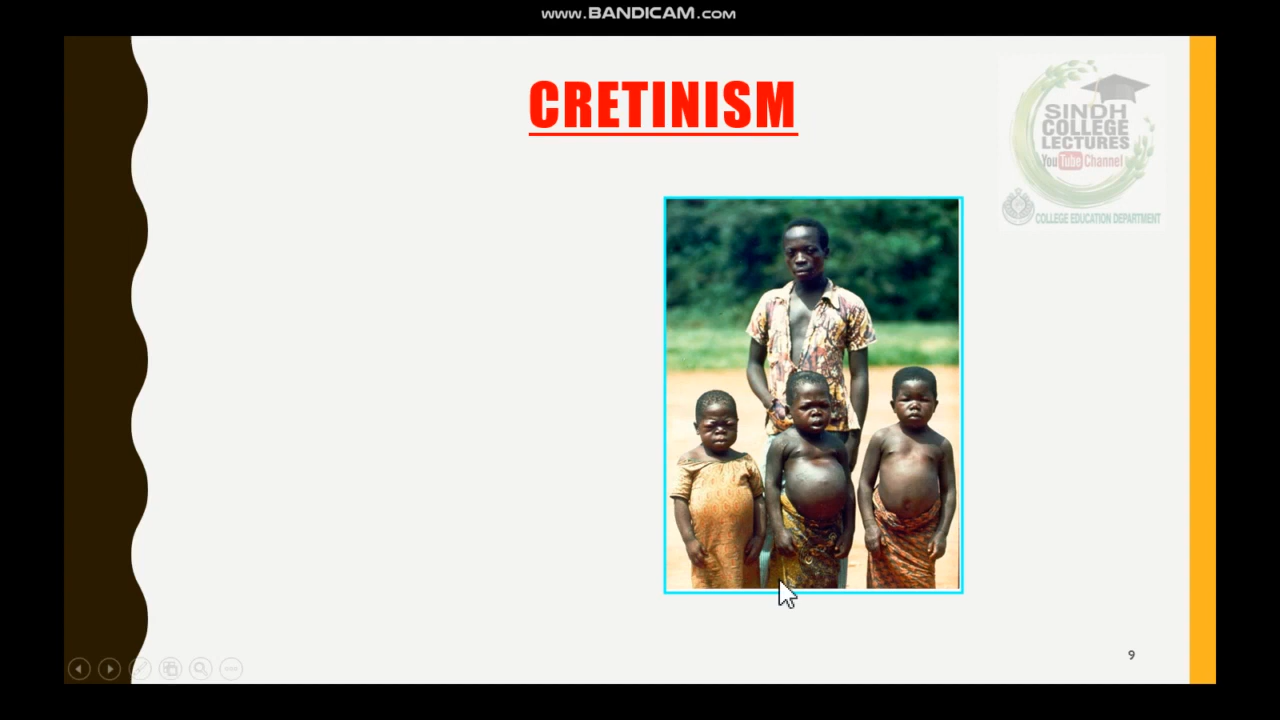 www.BANDICAM.com
CRETINISM
SINDH
COLLEGE
LECTURES
YouTube Channel
COLLEGE EDUCATION DEPARTMENT
9